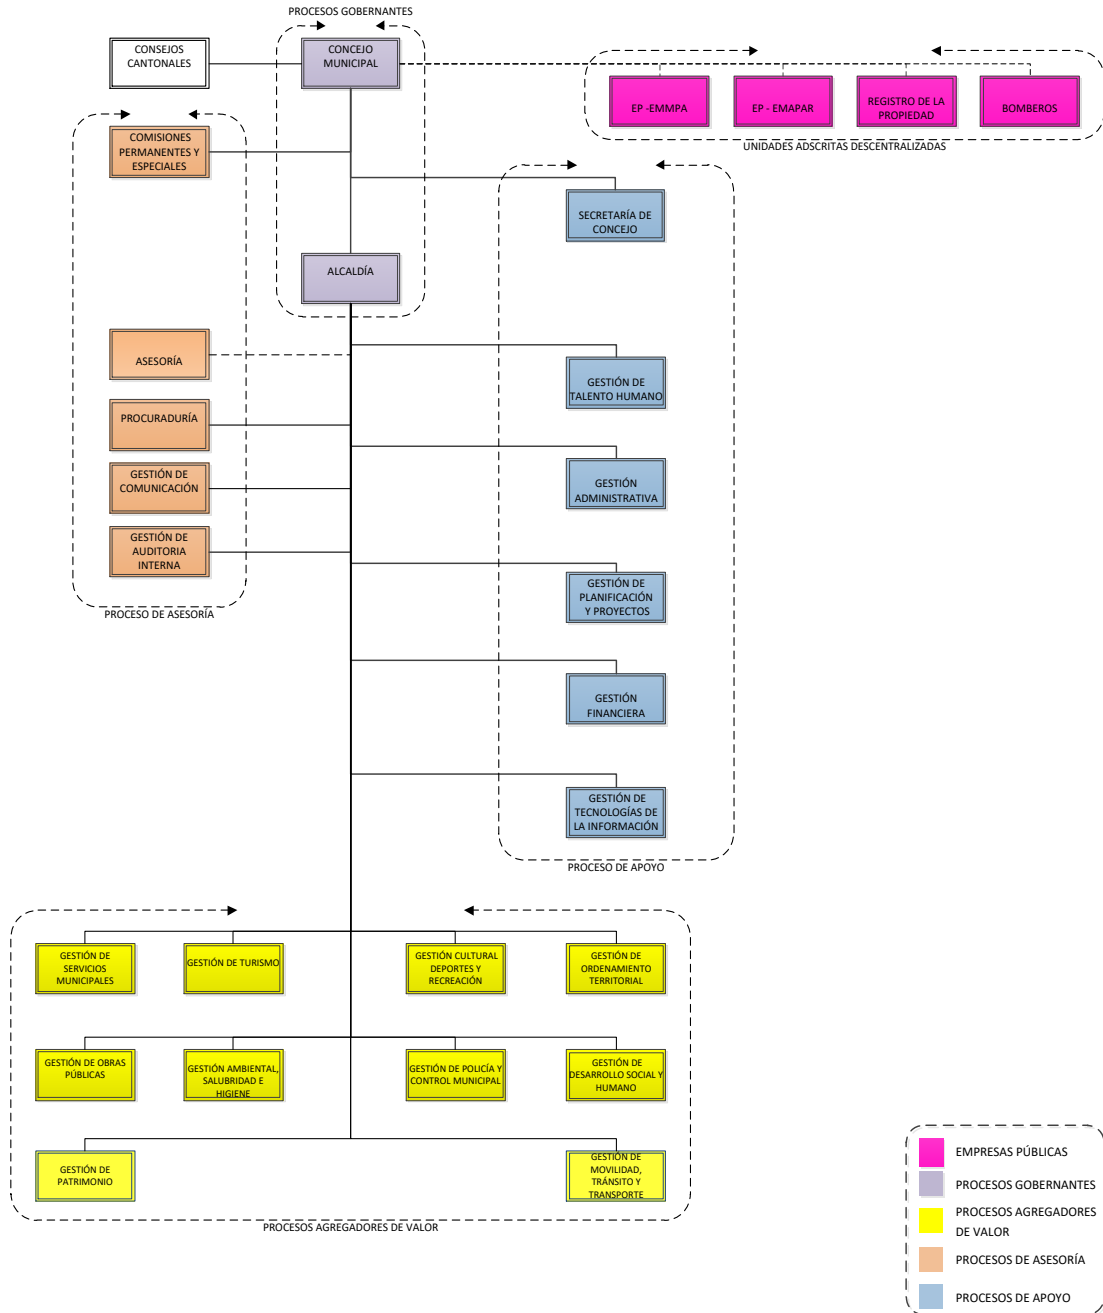 PROCESOS GOBERNANTES
CONSEJOS
CANTONALES
CONCEJO
MUNICIPAL
EP -EMMPA
EP - EMAPAR
REGISTRO DE LA
PROPIEDAD
BOMBEROS
UNIDADES ADSCRITAS DESCENTRALIZADAS
COMISIONES
PERMANENTES Y
ESPECIALES
SECRETARÍA DE
CONCEJO
ALCALDÍA
ASESORÍA
GESTIÓN DE
TALENTO HUMANO
PROCURADURÍA
GESTIÓN DE
COMUNICACIÓN
GESTIÓN
ADMINISTRATIVA
GESTIÓN DE
AUDITORIA
INTERNA
GESTIÓN DE
PLANIFICACIÓN
Y PROYECTOS
PROCESO DE ASESORÍA
GESTIÓN
FINANCIERA
GESTIÓN DE
TECNOLOGÍAS DE
LA INFORMACIÓN
PROCESO DE APOYO
GESTIÓN DE
SERVICIOS
MUNICIPALES
GESTIÓN DE TURISMO
GESTIÓN CULTURAL
DEPORTES Y
RECREACIÓN
GESTIÓN DE
ORDENAMIENTO
TERRITORIAL
GESTIÓN DE OBRAS
PÚBLICAS
GESTIÓN AMBIENTAL,
SALUBRIDAD E
HIGIENE
GESTIÓN DE POLICÍA Y
CONTROL MUNICIPAL
GESTIÓN DE
DESARROLLO SOCIAL Y
HUMANO
GESTIÓN DE
PATRIMONIO
GESTIÓN DE
MOVILIDAD,
TRÁNSITO Y
TRANSPORTE
PROCESOS AGREGADORES DE VALOR
EMPRESAS PÚBLICAS
PROCESOS GOBERNANTES
PROCESOS AGREGADORES
DE VALOR
PROCESOS DE ASESORÍA
PROCESOS DE APOYO